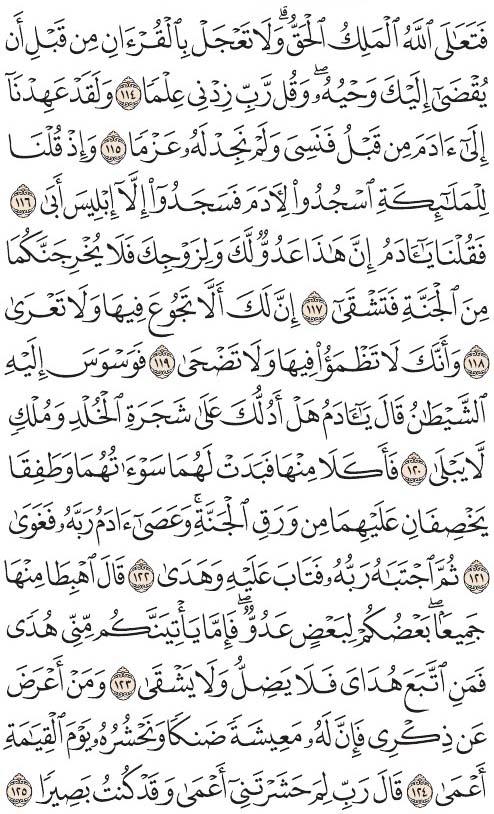 فَتَعَٰلَى ٱللَّهُ ٱلْمَلِكُ ٱلْحَقُّ ۗ وَلَا تَعْجَلْ بِٱلْقُرْءَانِ مِن قَبْلِ أَن
يُقْضَىٰٓ إِلَيْكَ وَحْيُهُۥ ۖ وَقُل رَّبِّ زِدْنِى عِلْمًا ١١٤ وَلَقَدْ عَهِدْنَآ
إِلَىٰٓ ءَادَمَ مِن قَبْلُ فَنَسِىَ وَلَمْ نَجِدْ لَهُۥ عَزْمًا ١١٥ وَإِذْ قُلْنَا
لِلْمَلَٰٓئِكَةِ ٱسْجُدُوا۟ لِءَادَمَ فَسَجَدُوٓا۟ إِلَّآ إِبْلِيسَ أَبَىٰ ١١٦
فَقُلْنَا يَٰٓـَٔادَمُ إِنَّ هَٰذَا عَدُوٌّ لَّكَ وَلِزَوْجِكَ فَلَا يُخْرِجَنَّكُمَا
مِنَ ٱلْجَنَّةِ فَتَشْقَىٰٓ ١١٧ إِنَّ لَكَ أَلَّا تَجُوعَ فِيهَا وَلَا تَعْرَىٰ
١١٨ وَأَنَّكَ لَا تَظْمَؤُا۟ فِيهَا وَلَا تَضْحَىٰ ١١٩ فَوَسْوَسَ إِلَيْهِ
ٱلشَّيْطَٰنُ قَالَ يَٰٓـَٔادَمُ هَلْ أَدُلُّكَ عَلَىٰ شَجَرَةِ ٱلْخُلْدِ وَمُلْكٍ
لَّا يَبْلَىٰ ١٢٠ فَأَكَلَا مِنْهَا فَبَدَتْ لَهُمَا سَوْءَٰتُهُمَا وَطَفِقَا
يَخْصِفَانِ عَلَيْهِمَا مِن وَرَقِ ٱلْجَنَّةِ ۚ وَعَصَىٰٓ ءَادَمُ رَبَّهُۥ فَغَوَىٰ
١٢١ ثُمَّ ٱجْتَبَٰهُ رَبُّهُۥ فَتَابَ عَلَيْهِ وَهَدَىٰ ١٢٢ قَالَ ٱهْبِطَا مِنْهَا
جَمِيعًۢا ۖ بَعْضُكُمْ لِبَعْضٍ عَدُوٌّ ۖ فَإِمَّا يَأْتِيَنَّكُم مِّنِّى هُدًى
فَمَنِ ٱتَّبَعَ هُدَاىَ فَلَا يَضِلُّ وَلَا يَشْقَىٰ ١٢٣ وَمَنْ أَعْرَضَ
عَن ذِكْرِى فَإِنَّ لَهُۥ مَعِيشَةً ضَنكًا وَنَحْشُرُهُۥ يَوْمَ ٱلْقِيَٰمَةِ
أَعْمَىٰ ١٢٤ قَالَ رَبِّ لِمَ حَشَرْتَنِىٓ أَعْمَىٰ وَقَدْ كُنتُ بَصِيرًا ١٢٥